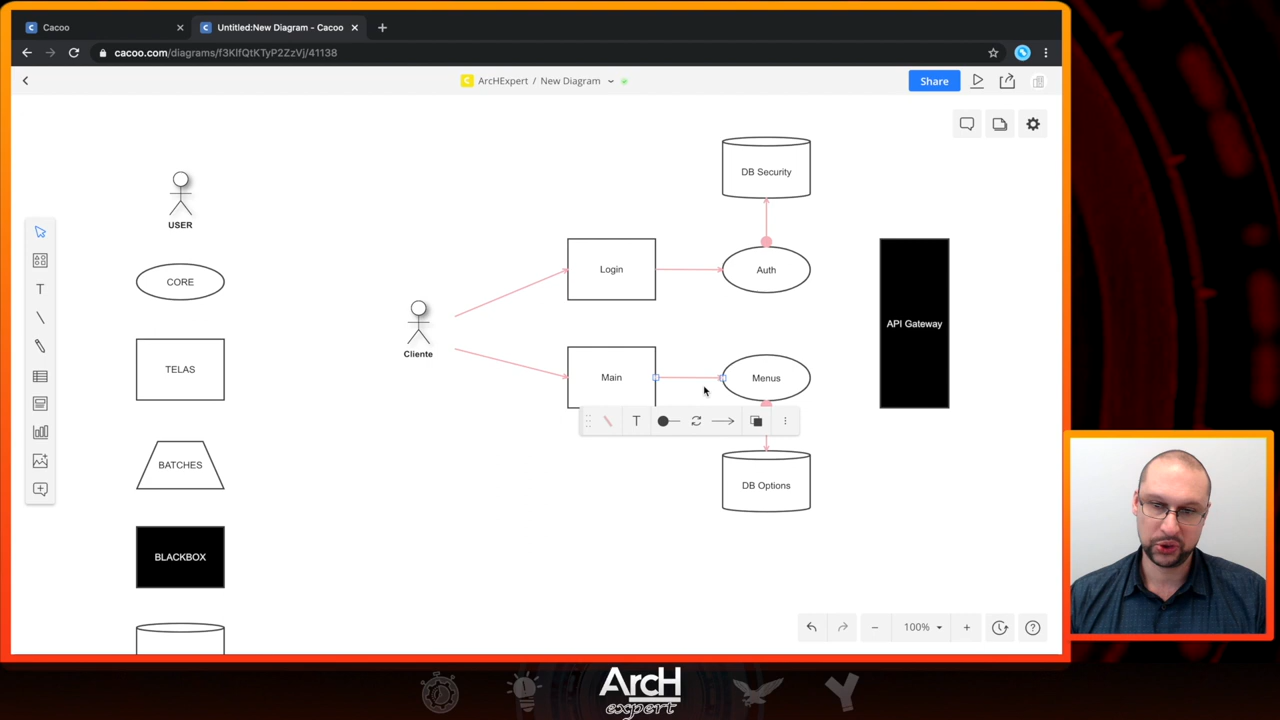 Cacoo
Untitled:New Diagram - Cacoo
cacoo.com/diagrams/f3KlfQtKTyP2ZzVj/41138
ArcHExpert / New Diagram
Share
DB Security
USER
Login
Auth
CORE
API Gateway
Cliente
TELAS
Main
Menus
T
T
BATCHES
DB Options
BLACKBOX
100%
ArcH
expert